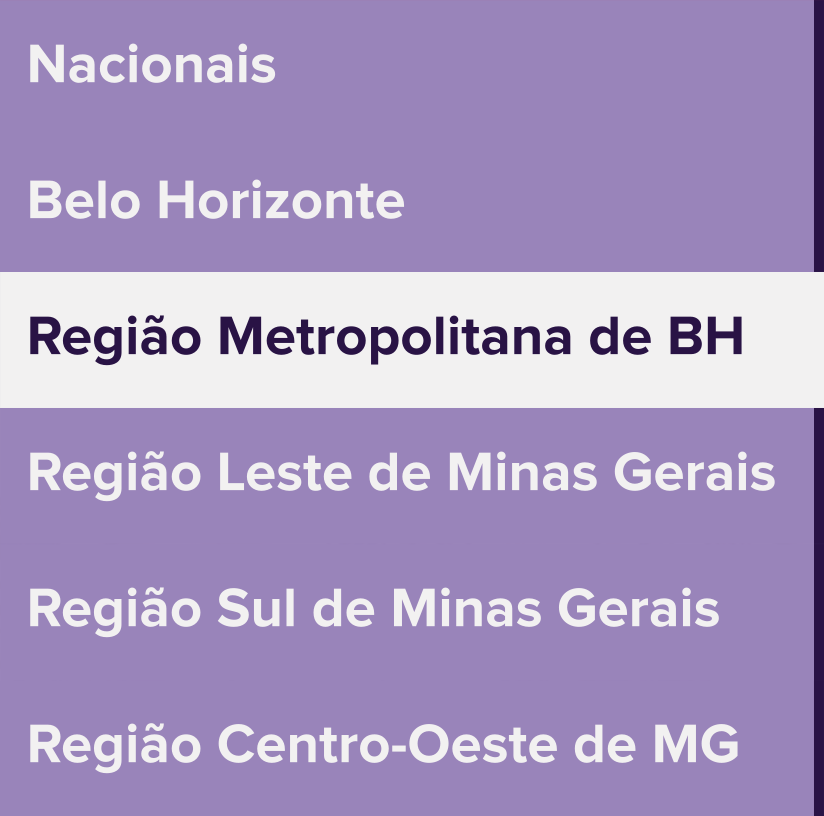 Nacionais
Belo Horizonte
Região Metropolitana de BH
Região Leste de Minas Gerais
Região Sul de Minas Gerais
Região Centro-Oeste de MG